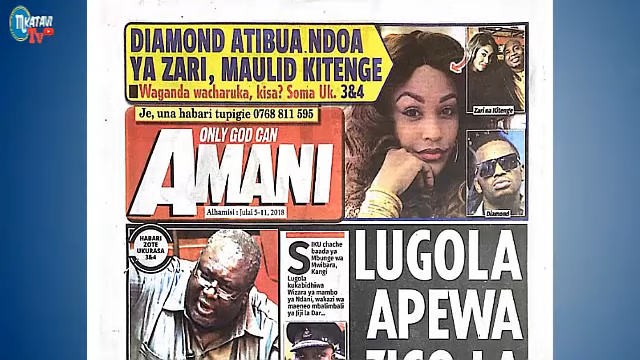 MKATAVI
Tv
DIAMOND ATIBUA NDOA
YA ZARI, MAULID KITENGE
Waganda wacharuka, kisa? Soma Uk. 3&4
Zari na Kitenge
Diamond
Je, una habari tupigie 0768 811 595
ONLY GOD CAN
AMANI
Alhamisi : Julai 5-11, 2018
HABARI
ZOTE
UKURASA
3&4
SIKU chache
baada ya
Mbunge wa
Mwibara, Kangi
Lugola
kukabidhiwa
Wizara ya mambo
ya Ndani, wakazi wa
maeneo mbalimbali
ya Jiji la Dar...
LUGOLA
APEWA